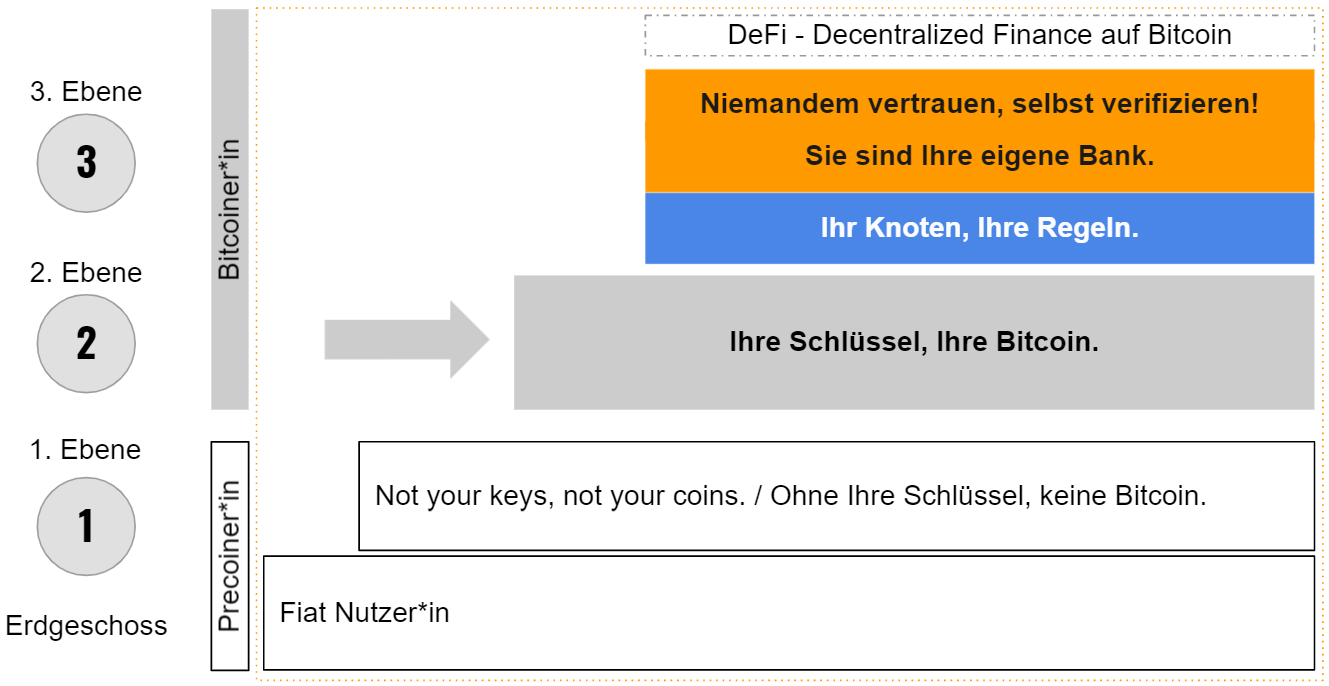 DeFi - Decentralized Finance auf Bitcoin
3. Ebene
3
Niemandem vertrauen, selbst verifizieren!
Sie sind Ihre eigene Bank.
Bitcoiner*in
Ihr Knoten, Ihre Regeln.
2. Ebene
2
Ihre Schlüssel, Ihre Bitcoin.
1. Ebene
1
Not your keys, not your coins. / Ohne Ihre Schlüssel, keine Bitcoin.
Precoiner*in
Erdgeschoss
Fiat Nutzer*in